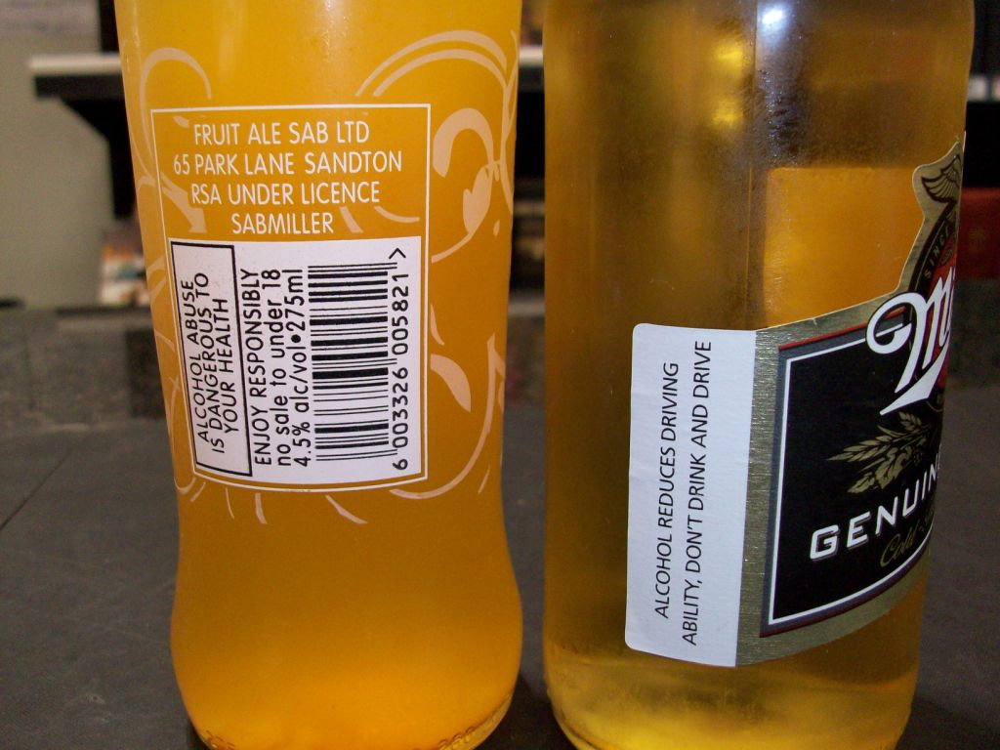 FRUIT ALE SAB LTD
65 PARK LANE SANDTON
RSA UNDER LICENCE
SABMILLER
ALCOHOL ABUSE
IS DANGEROUS TO
YOUR HEALTH
ENJOY RESPONSIBLY
no sale to under 18
4.5% alc/vol•275ml
6 003326 005821 >
ALCOHOL REDUCES DRIVING
ABILITY, DON'T DRINK AND DRIVE
SINCE
GENUIN
Cold